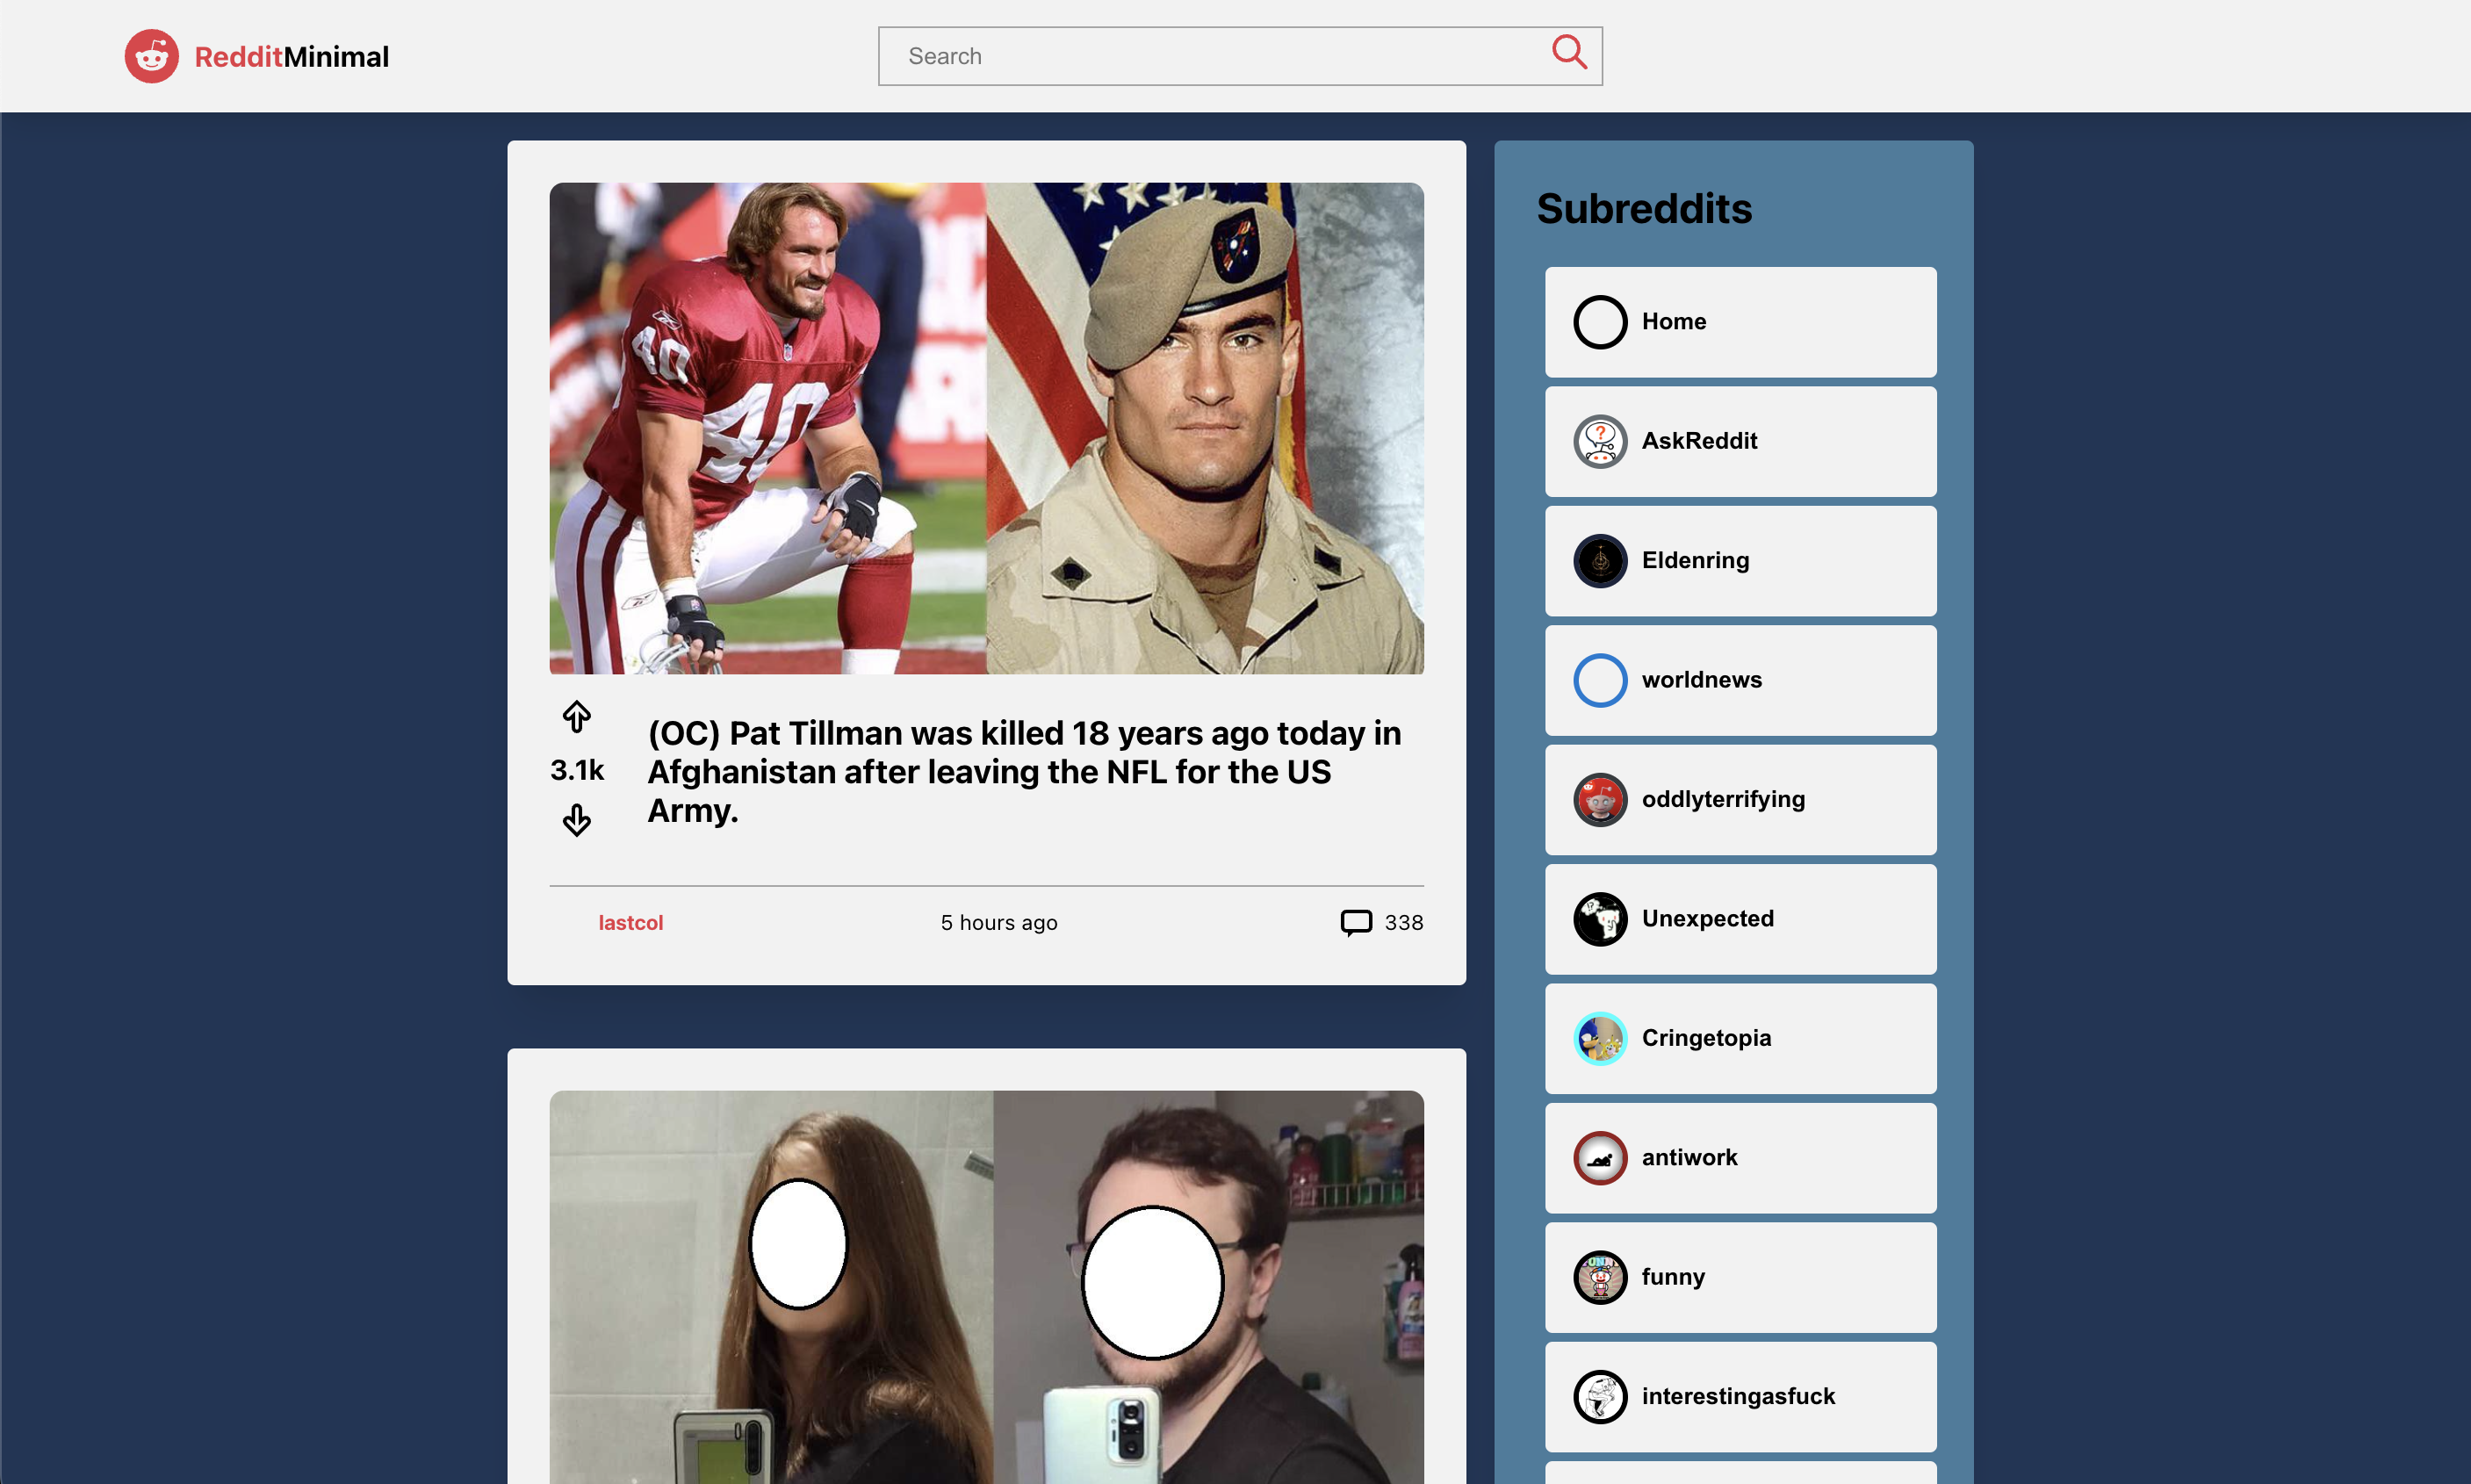 RedditMinimal
Search
40
40
(OC) Pat Tillman was killed 18 years ago today in
Afghanistan after leaving the NFL for the US
Army.
3.1k
lastcol
5 hours ago
338
Subreddits
Home
AskReddit
Eldenring
worldnews
oddlyterrifying
Unexpected
Cringetopia
antiwork
funny
interestingasfuck